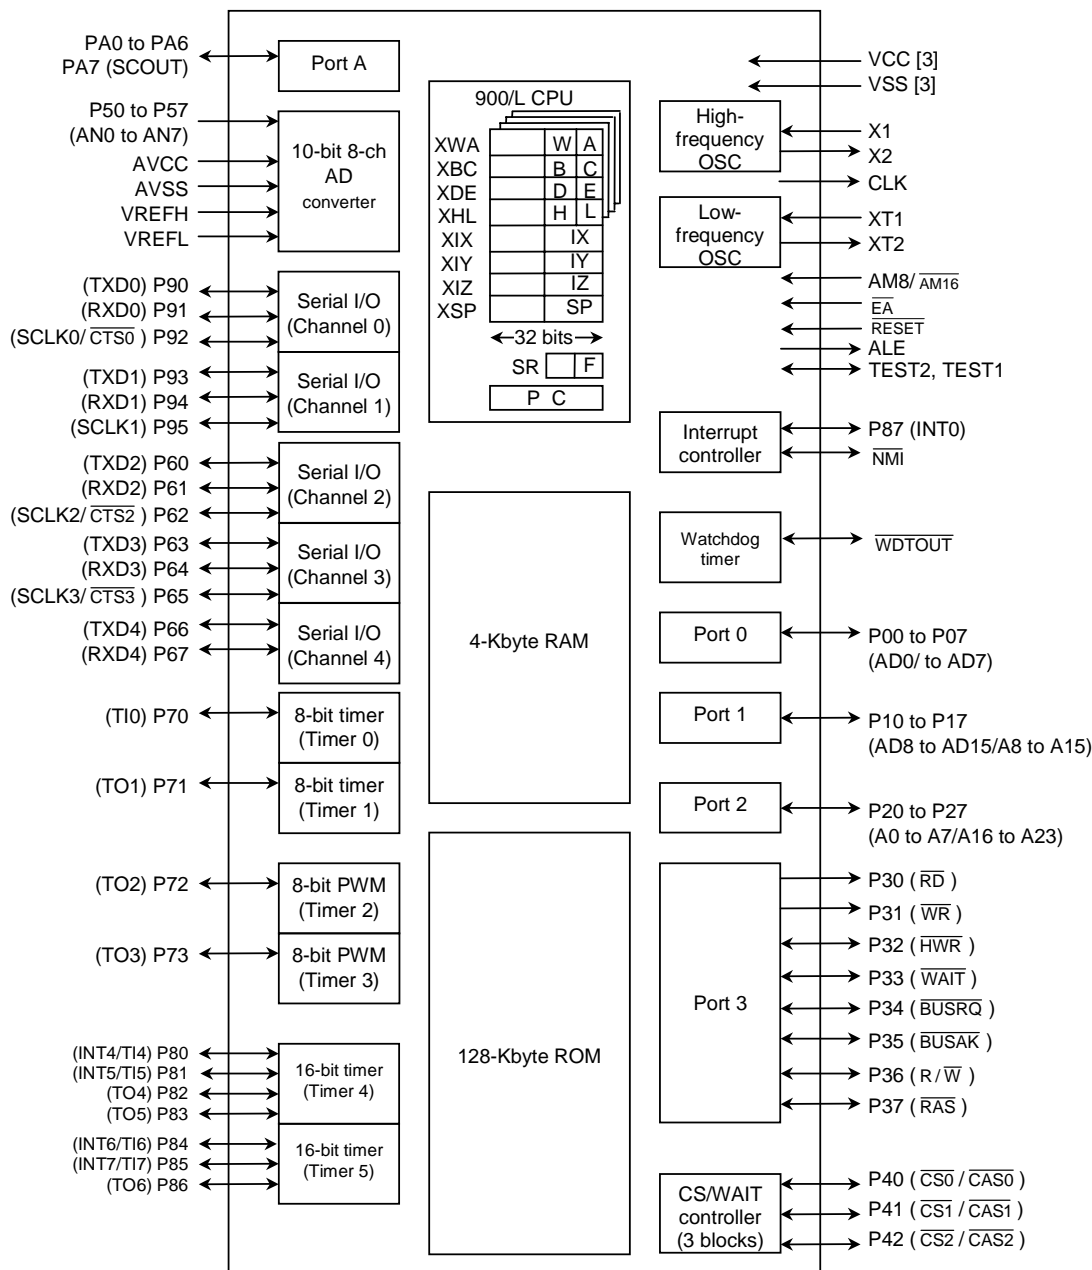 PA0 to PA6
PA7 (SCOUT)
Port A
P50 to P57
(AN0 to AN7)
AVCC
AVSS
VREFH
VREFL
10-bit 8-ch
AD
converter
(TXD0) P90
(RXD0) P91
(SCLK0/ CTS0 ) P92
Serial I/O
(Channel 0)
(TXD1) P93
(RXD1) P94
(SCLK1) P95
Serial I/O
(Channel 1)
(TXD2) P60
(RXD2) P61
(SCLK2/ CTS2 ) P62
Serial I/O
(Channel 2)
(TXD3) P63
(RXD3) P64
(SCLK3/ CTS3 ) P65
Serial I/O
(Channel 3)
(TXD4) P66
(RXD4) P67
Serial I/O
(Channel 4)
(TI0) P70
8-bit timer
(Timer 0)
(TO1) P71
8-bit timer
(Timer 1)
(TO2) P72
8-bit PWM
(Timer 2)
(TO3) P73
8-bit PWM
(Timer 3)
(INT4/TI4) P80
(INT5/TI5) P81
(TO4) P82
(TO5) P83
16-bit timer
(Timer 4)
(INT6/TI6) P84
(INT7/TI7) P85
(TO6) P86
16-bit timer
(Timer 5)
900/L CPU
XWA W A
XBC B C
XDE D E
XHL H L
XIX IX
XIY IY
XIZ IZ
XSP SP
32 bits
SR F
P C
4-Kbyte RAM
128-Kbyte ROM
VCC [3]
VSS [3]
High-
frequency
OSC
X1
X2
CLK
Low-
frequency
OSC
XT1
XT2
AM8/ AM16
EA
RESET
ALE
TEST2, TEST1
Interrupt
controller
P87 (INT0)
NMI
Watchdog
timer
WDTOUT
Port 0
P00 to P07
(AD0/ to AD7)
Port 1
P10 to P17
(AD8 to AD15/A8 to A15)
Port 2
P20 to P27
(A0 to A7/A16 to A23)
Port 3
P30 ( RD )
P31 ( WR )
P32 ( HWR )
P33 ( WAIT )
P34 ( BUSRQ )
P35 ( BUSAK )
P36 ( R / W )
P37 ( RAS )
CS/WAIT
controller
(3 blocks)
P40 ( CS0 / CAS0 )
P41 ( CS1 / CAS1 )
P42 ( CS2 / CAS2 )